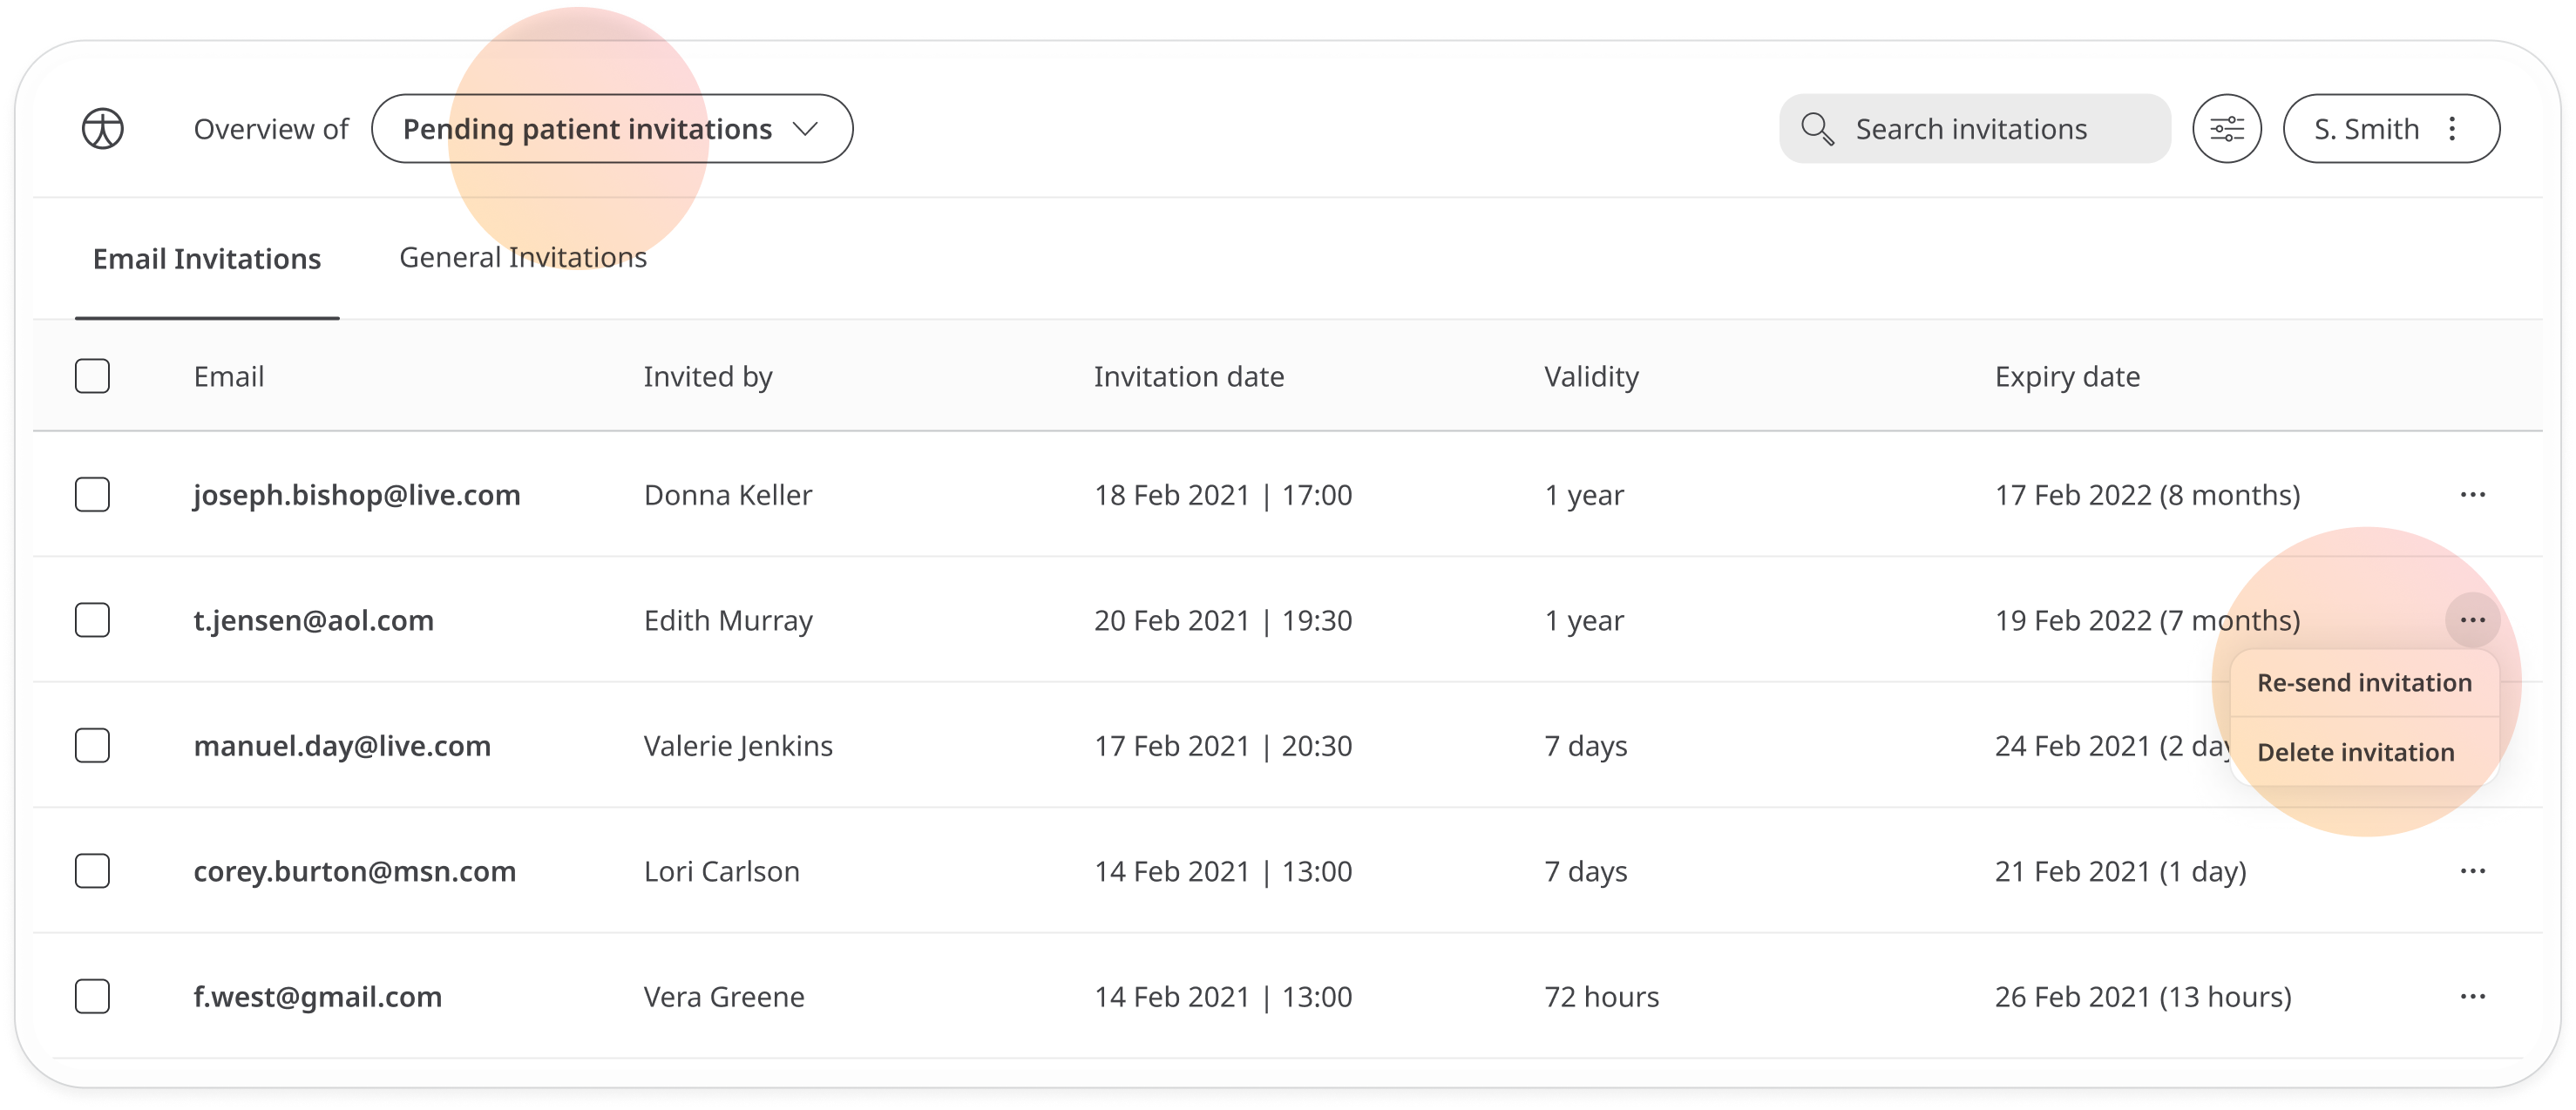 Overview of Pending patient invitations Search invitations S. Smith
Email Invitations General Invitations
Email Invited by Invitation date Validity Expiry date
joseph.bishop@live.com Donna Keller 18 Feb 2021 | 17:00 1 year 17 Feb 2022 (8 months)
t.jensen@aol.com Edith Murray 20 Feb 2021 | 19:30 1 year 19 Feb 2022 (7 months)
Re-send invitation
manuel.day@live.com Valerie Jenkins 17 Feb 2021 | 20:30 7 days 24 Feb 2021 (2
Delete invitation
corey.burton@msn.com Lori Carlson 14 Feb 2021 | 13:00 7 days 21 Feb 2021 (1 day)
f.west@gmail.com Vera Greene 14 Feb 2021 | 13:00 72 hours 26 Feb 2021 (13 hours)